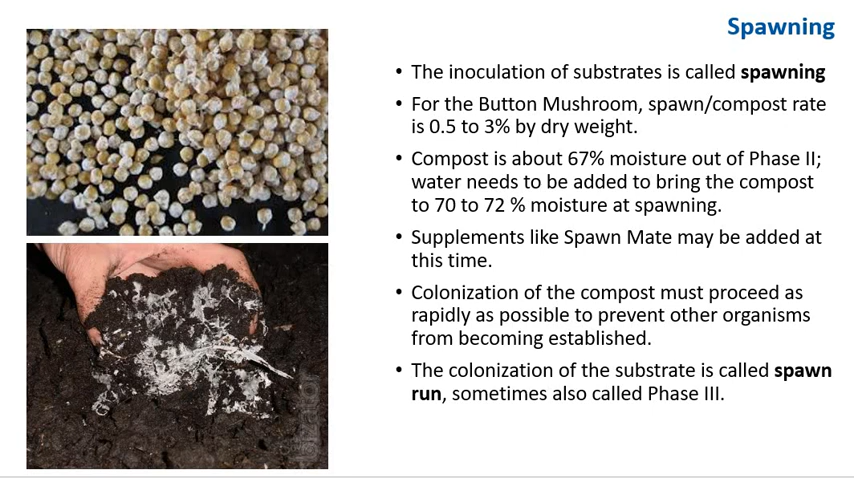 Spawning
• The inoculation of substrates is called spawning
• For the Button Mushroom, spawn/compost rate
is 0.5 to 3% by dry weight.
• Compost is about 67% moisture out of Phase II;
water needs to be added to bring the compost
to 70 to 72 % moisture at spawning.
• Supplements like Spawn Mate may be added at
this time.
• Colonization of the compost must proceed as
rapidly as possible to prevent other organisms
from becoming established.
• The colonization of the substrate is called spawn
run, sometimes also called Phase III.